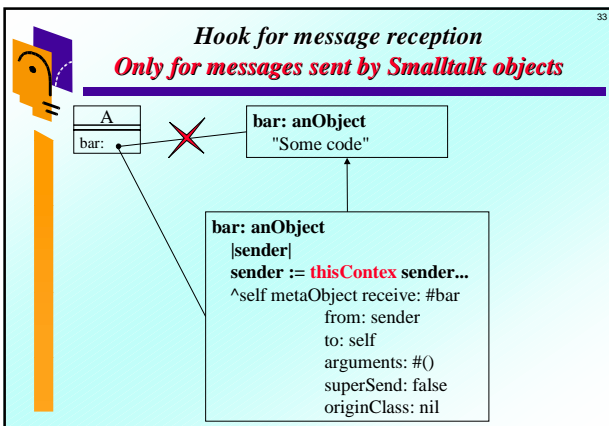 33
Hook for message reception
Only for messages sent by Smalltalk objects
A
bar:
bar: anObject
"Some code"
bar: anObject
|sender|
sender := thisContex sender...
^self metaObject receive: #bar
from: sender
to: self
arguments: #()
superSend: false
originClass: nil